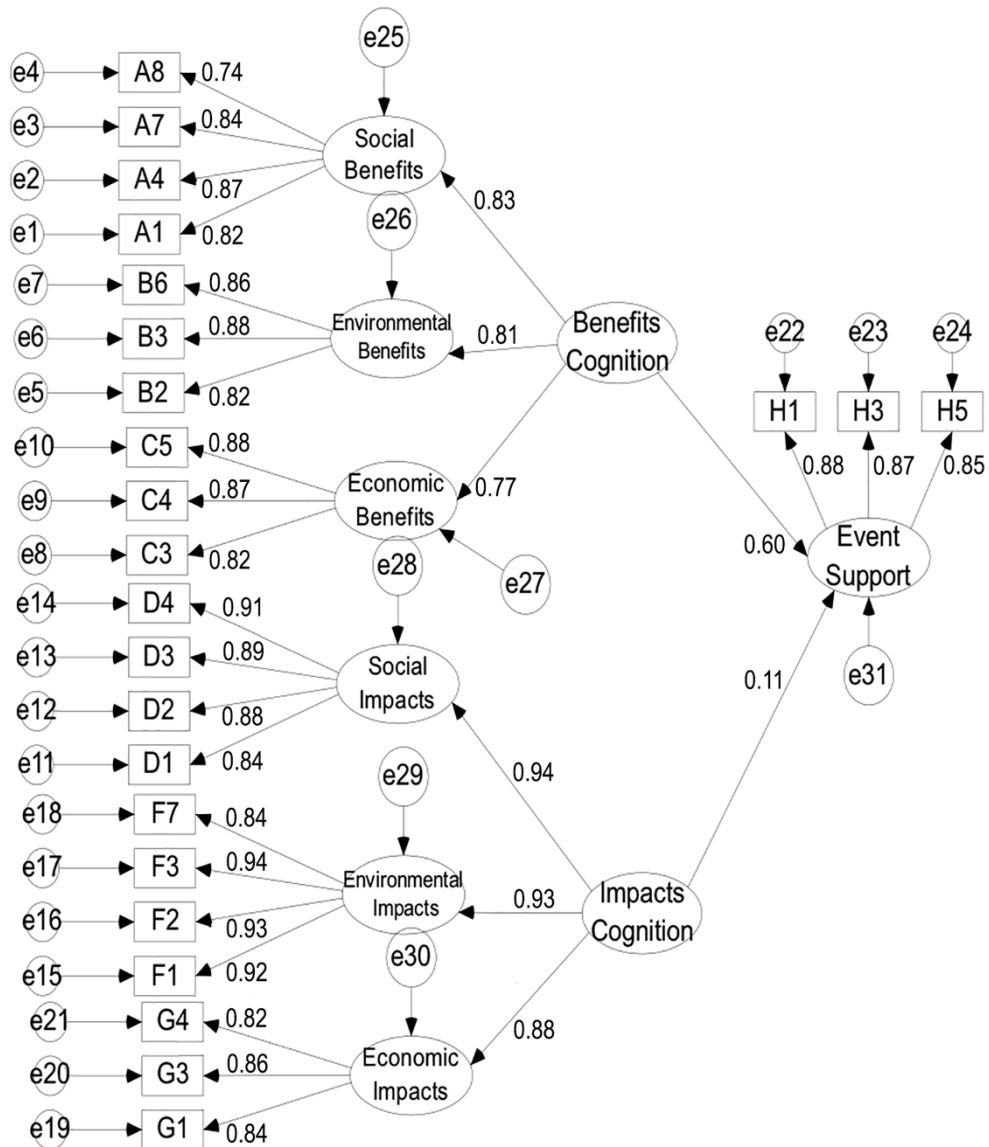 e25
e4 A8 0.74
e3 A7 0.84
Social
Benefits
e2 A4 0.87
e1 A1 0.82
0.83
e26
e7 B6 0.86
e6 B3 0.88
Environmental
Benefits
0.81
Benefits
Cognition
e5 B2 0.82
e22 e23 e24
H1 H3 H5
0.88 0.87 0.85
e10 C5 0.88
e9 C4 0.87
Economic
Benefits
0.77
e8 C3 0.82
0.60
Event
Support
e28
e27
e14 D4 0.91
e13 D3 0.89
Social
Impacts
0.11
e31
e12 D2 0.88
e11 D1 0.84
0.94
e29
e18 F7 0.84
e17 F3 0.94
Environmental
Impacts
0.93
Impacts
Cognition
e16 F2 0.93
e15 F1 0.92
e30
e21 G4 0.82
0.88
e20 G3 0.86
Economic
Impacts
e19 G1 0.84